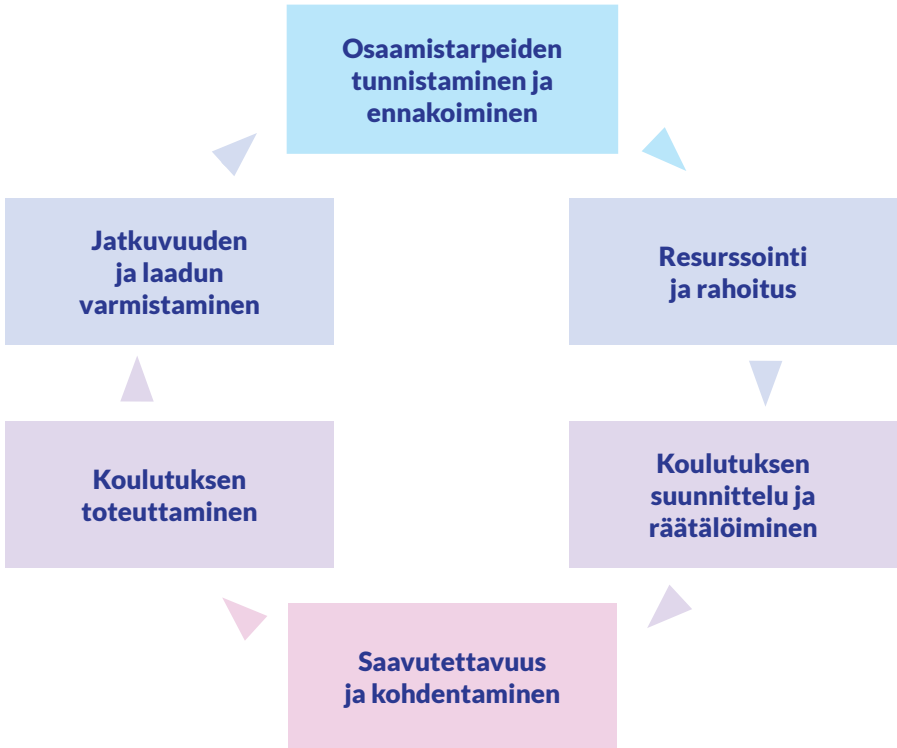 Osaamistarpeiden
tunnistaminen ja
ennakoiminen
Resurssointi
ja rahoitus
Koulutuksen
suunnittelu ja
räätälöiminen
Saavutettavuus
ja kohdentaminen
Koulutuksen
toteuttaminen
Jatkuvuuden
ja laadun
varmistaminen